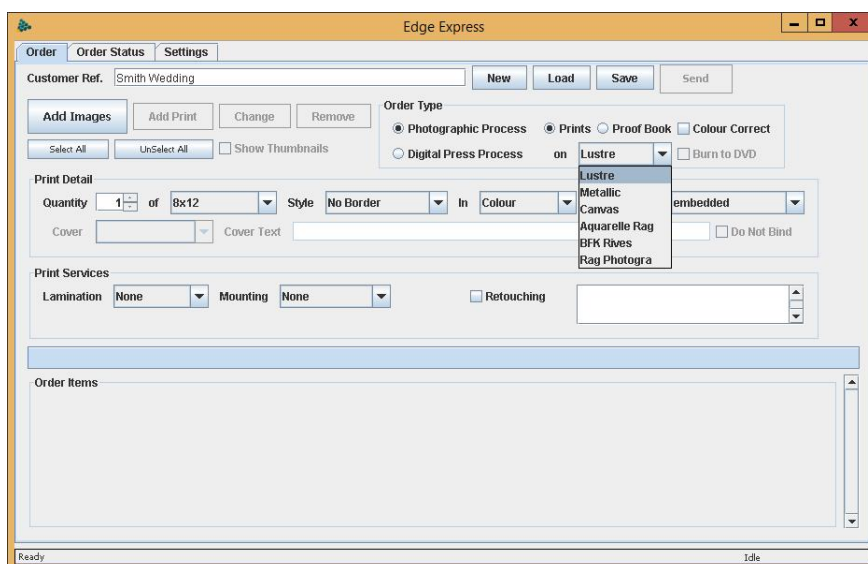 Edge Express
Order Order Status Settings
Customer Ref. Smith Wedding New Load Save Send
Add Images Add Print Change Remove
Select All UnSelect All Show Thumbnails
Order Type
Photographic Process Prints Proof Book Colour Correct
Digital Press Process on Lustre Burn to DVD
Lustre
Metallic
Canvas
Aquarelle Rag
BFK Rives
Rag Photogra
Print Detail
Quantity 1 of 8x12 Style No Border In Colour embedded
Cover Cover Text Do Not Bind
Print Services
Lamination None Mounting None Retouching
Order Items
Ready Idle